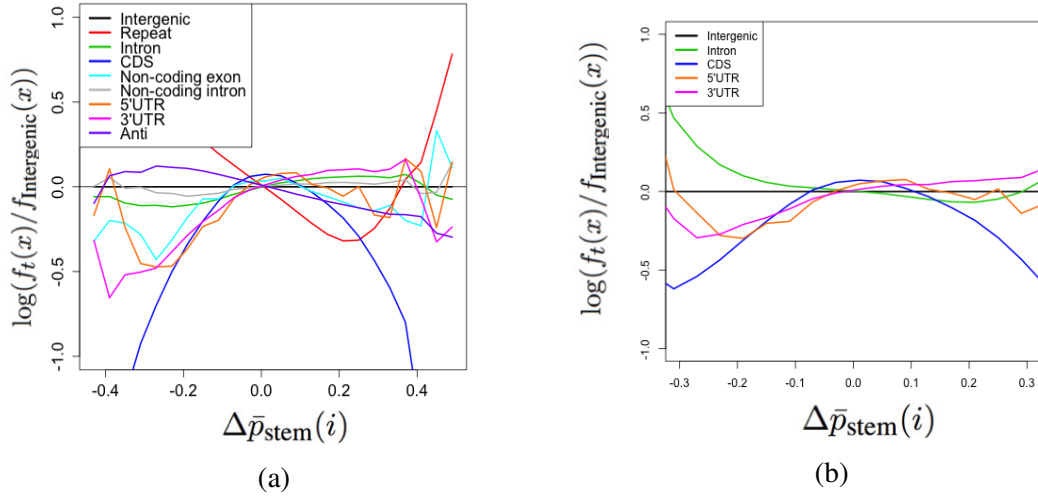 log(f_t(x)/f_Intergenic(x))
1.0
0.5
0.0
-0.5
-1.0
Intergenic
Repeat
Intron
CDS
Non-coding exon
Non-coding intron
5'UTR
3'UTR
Anti
-0.4 -0.2 0.0 0.2 0.4
Δp̄_stem(i)
(a)
log(f_t(x)/f_Intergenic(x))
1.0
0.5
0.0
-0.5
-1.0
Intergenic
Intron
CDS
5'UTR
3'UTR
-0.3 -0.2 -0.1 0.0 0.1 0.2 0.3
Δp̄_stem(i)
(b)